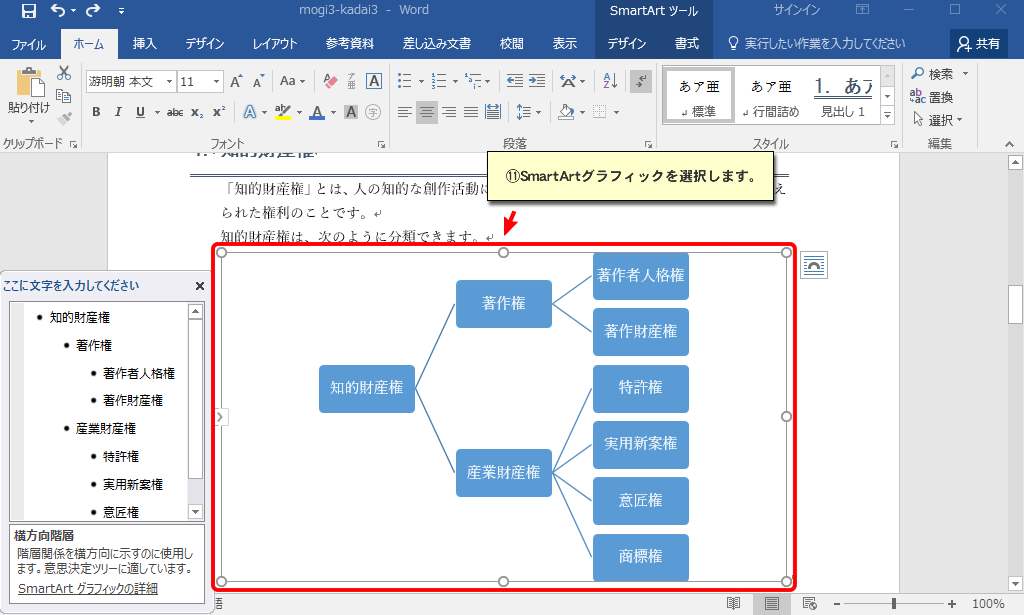 mogi3-kadai3 - Word
SmartArt ツール
サインイン
ファイル
ホーム
挿入
デザイン
レイアウト
参考資料
差し込み文書
校閲
表示
デザイン
書式
実行したい作業を入力してください
共有
貼り付け
游明朝 本文
11
Aa
B I U abc x₂ x²
あア亜
標準
あア亜
行間詰め
1. あア
見出し 1
検索
置換
選択
クリップボード
フォント
段落
スタイル
編集
1. 知的財産権
⑪SmartArtグラフィックを選択します。
「知的財産権」とは、人の知的な創作活動に
え
られた権利のことです。
知的財産権は、次のように分類できます。
ここに文字を入力してください
知的財産権
著作権
著作者人格権
著作財産権
産業財産権
特許権
実用新案権
意匠権
横方向階層
階層関係を横方向に示すのに使用し
ます。意思決定ツリーに適しています。
SmartArt グラフィックの詳細
知的財産権
著作権
産業財産権
著作者人格権
著作財産権
特許権
実用新案権
意匠権
商標権
語
100%